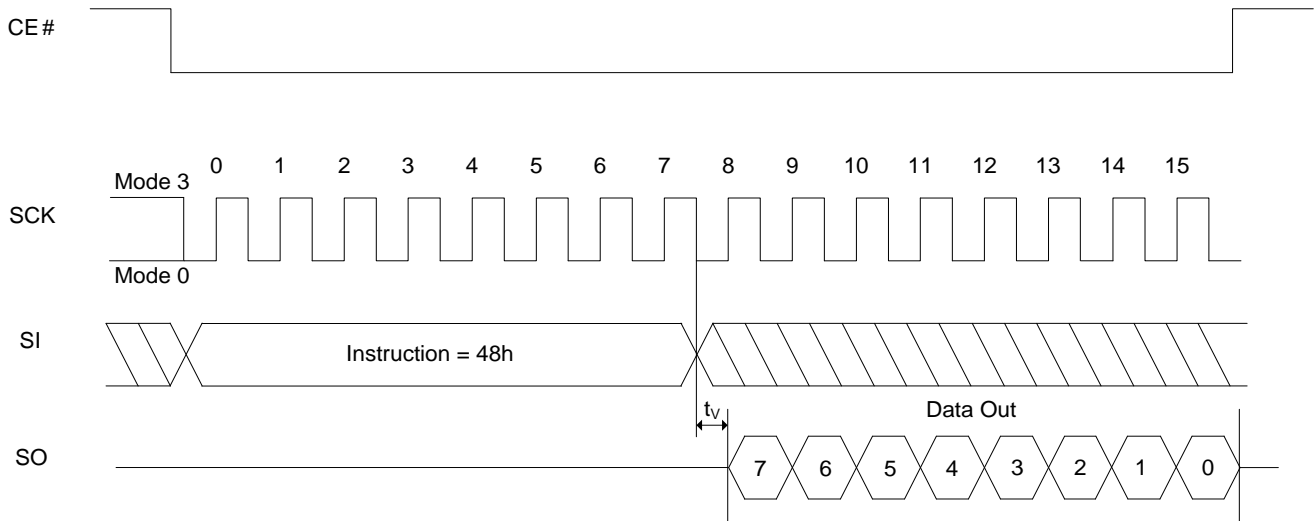 CE#
0 1 2 3 4 5 6 7 8 9 10 11 12 13 14 15
Mode 3
SCK
Mode 0
SI
Instruction = 48h
tV
Data Out
SO
7 6 5 4 3 2 1 0